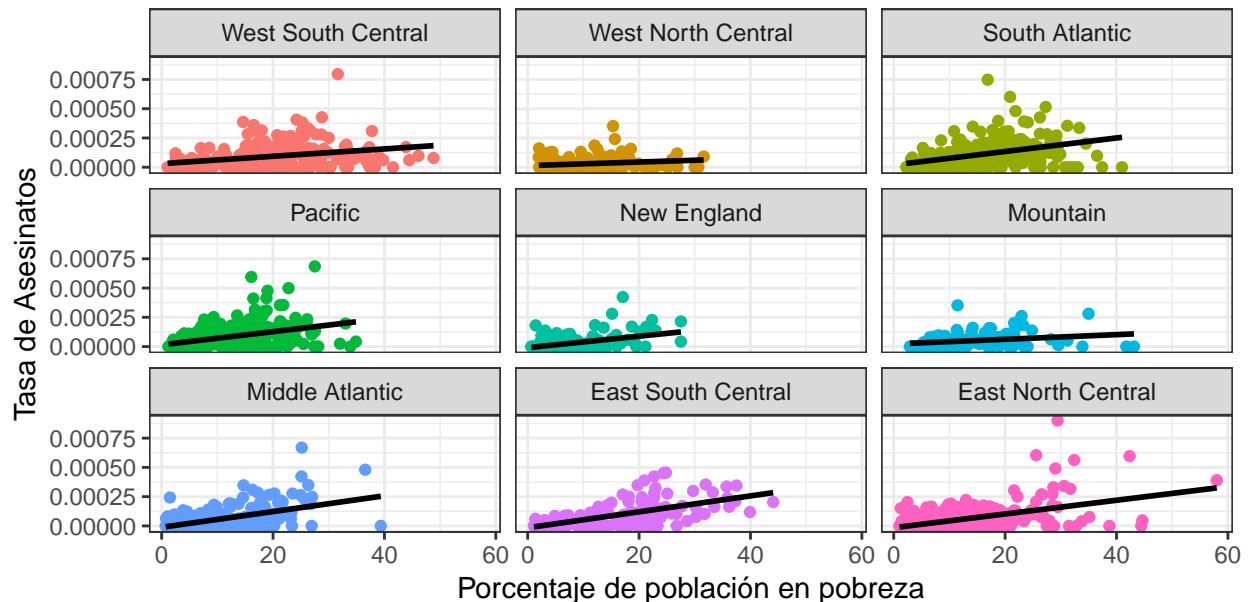 West South Central West North Central South Atlantic
0.00075
0.00050
0.00025
0.00000
Pacific New England Mountain
0.00075
0.00050
0.00025
0.00000
Middle Atlantic East South Central East North Central
0.00075
0.00050
0.00025
0.00000
0 20 40 60 0 20 40 60 0 20 40 60
Porcentaje de población en pobreza
Tasa de Asesinatos